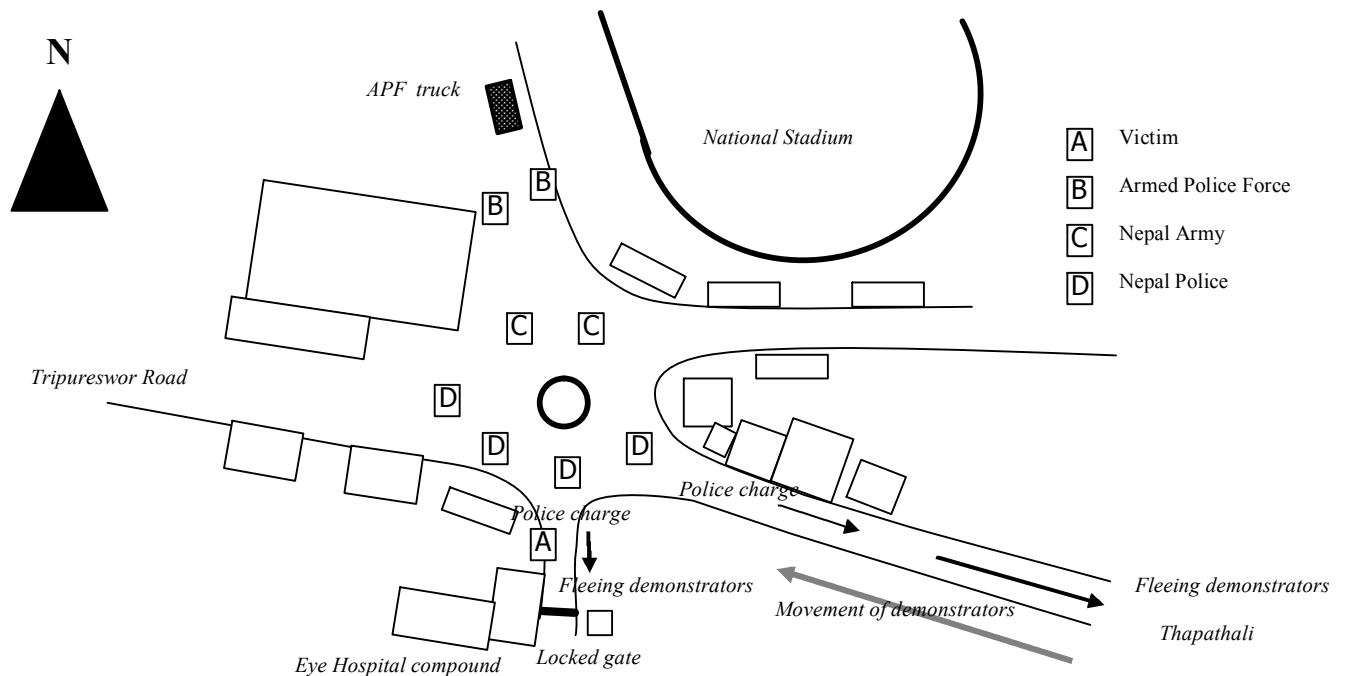 N
APF truck
National Stadium
A Victim
B Armed Police Force
C Nepal Army
D Nepal Police
B
B
C
C
Tripureswor Road
D
D
D
D
Police charge
Police charge
A
Fleeing demonstrators
Fleeing demonstrators
Movement of demonstrators
Thapathali
Locked gate
Eye Hospital compound